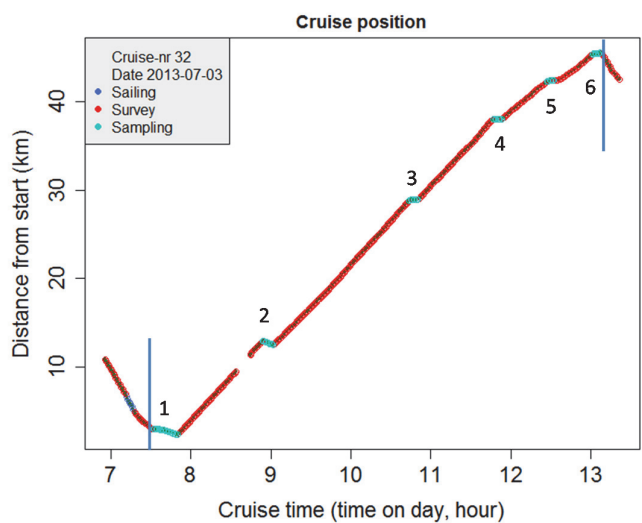 Cruise position
Cruise-nr 32
Date 2013-07-03
Sailing
Survey
Sampling
Distance from start (km)
40
30
20
10
1
2
3
4
5
6
7 8 9 10 11 12 13
Cruise time (time on day, hour)